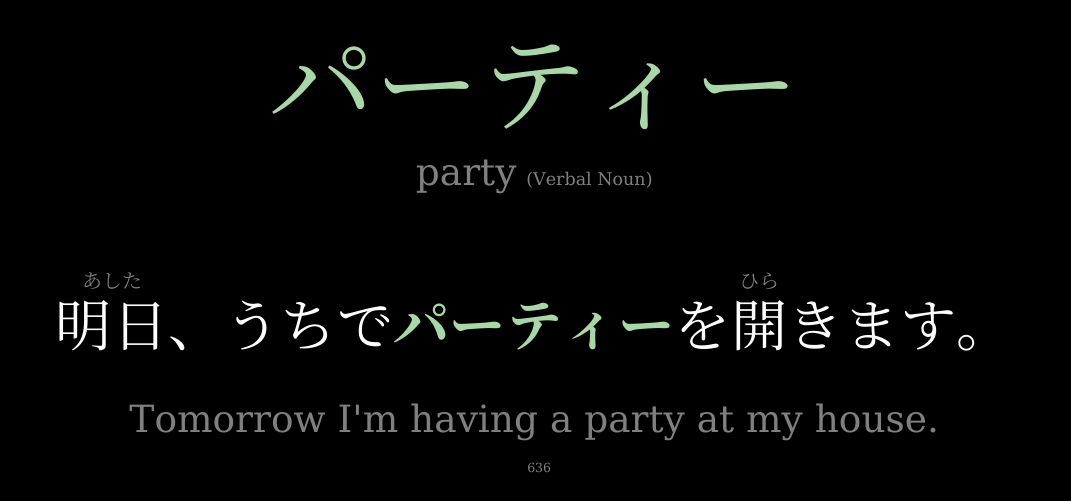 パーティー
party (Verbal Noun)
あした ひら
明日、うちでパーティーを開きます。
Tomorrow I'm having a party at my house.
636